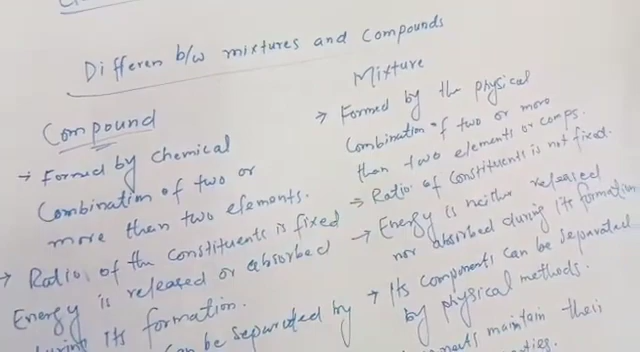 Differen b/w mixtures and Compounds
Compound
→ Formed by chemical
Combination of two or
more then two elements.
→ Ratio of the constituents is fixed
Energy is released or absorbed
during its formation.
can be separated by
Mixture
→ Formed by the physical
Combination of two or more
than two elements or comps.
→ Ratio of constituents is not fixed.
→ Energy is neither released
nor absorbed during its formation
→ Its components can be separated
by physical methods.
maintain their